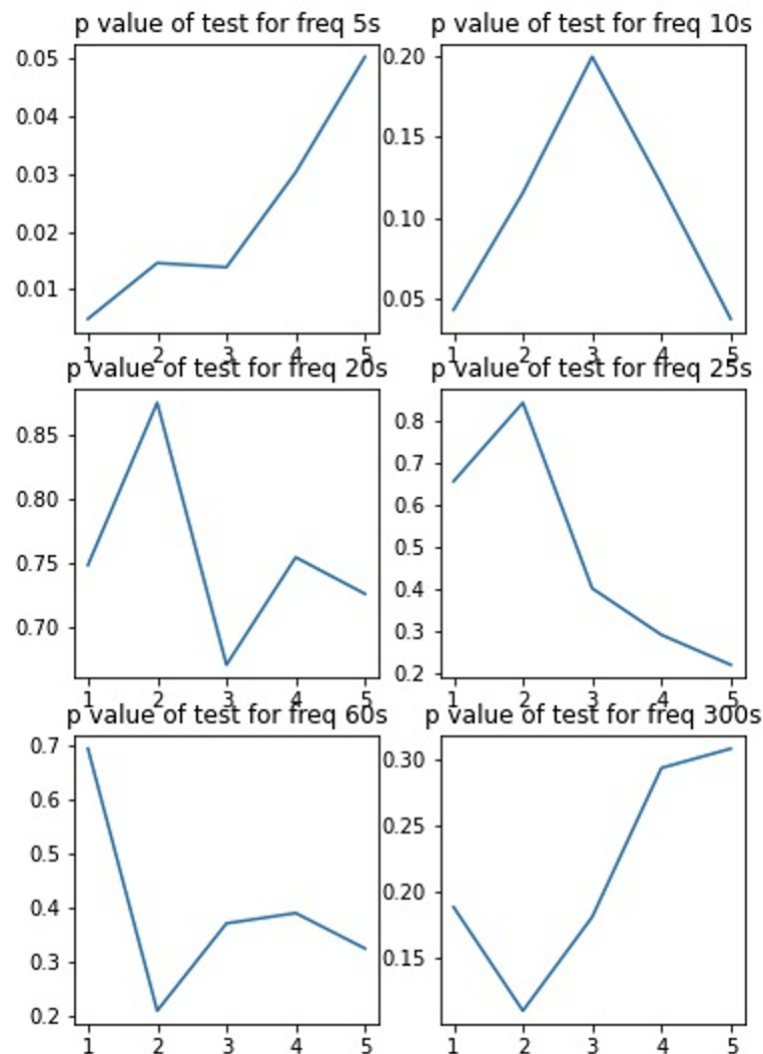 p value of test for freq 5s
0.05
0.04
0.03
0.02
0.01
1 2 3 4 5
p value of test for freq 10s
0.20
0.15
0.10
0.05
1 2 3 4 5
p value of test for freq 20s
0.85
0.80
0.75
0.70
1 2 3 4 5
p value of test for freq 25s
0.8
0.7
0.6
0.5
0.4
0.3
0.2
1 2 3 4 5
p value of test for freq 60s
0.7
0.6
0.5
0.4
0.3
0.2
1 2 3 4 5
p value of test for freq 300s
0.30
0.25
0.20
0.15
1 2 3 4 5